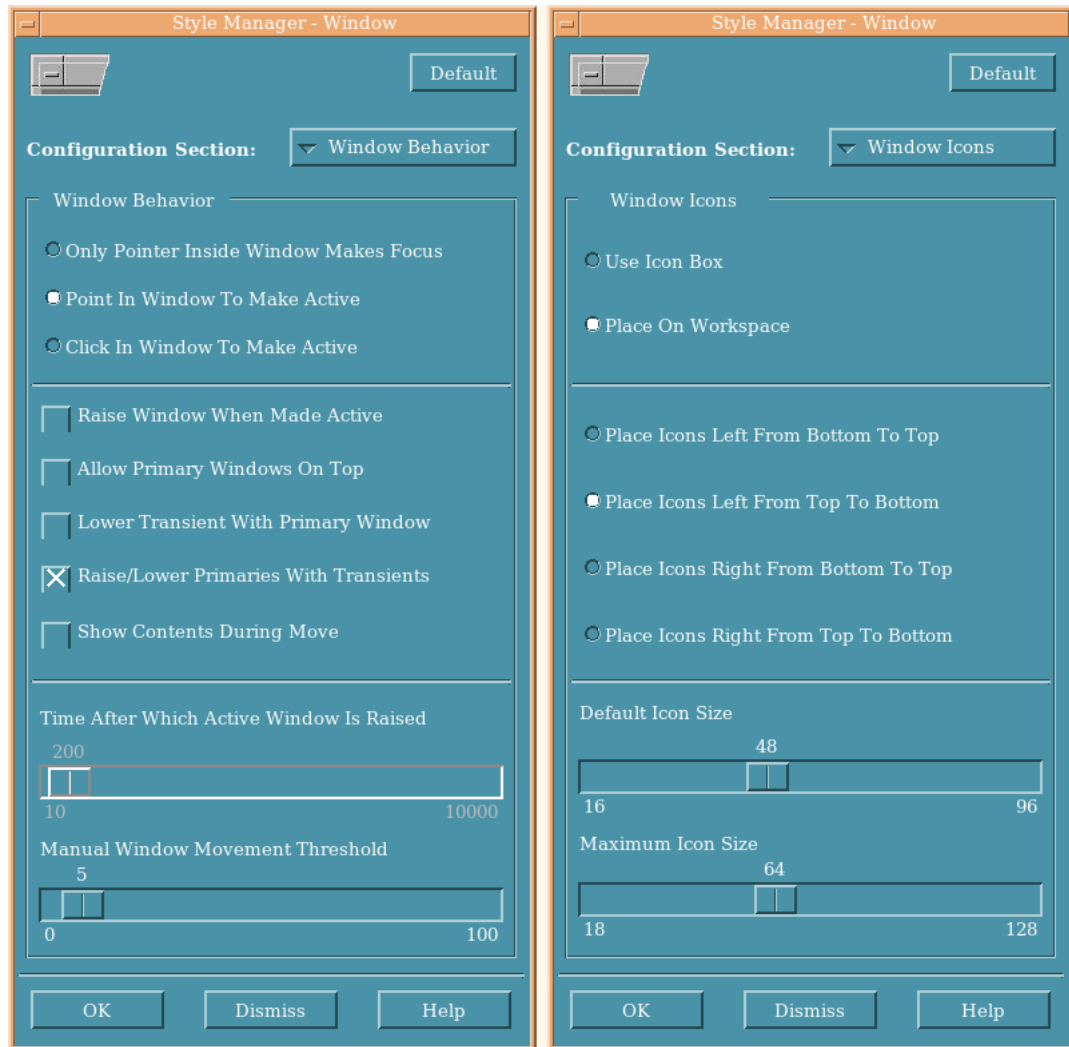 Style Manager - Window
Default
Configuration Section:
Window Behavior
Window Behavior
Only Pointer Inside Window Makes Focus
Point In Window To Make Active
Click In Window To Make Active
Raise Window When Made Active
Allow Primary Windows On Top
Lower Transient With Primary Window
Raise/Lower Primaries With Transients
Show Contents During Move
Time After Which Active Window Is Raised
200
10 10000
Manual Window Movement Threshold
5
0 100
OK Dismiss Help
Style Manager - Window
Default
Configuration Section:
Window Icons
Window Icons
Use Icon Box
Place On Workspace
Place Icons Left From Bottom To Top
Place Icons Left From Top To Bottom
Place Icons Right From Bottom To Top
Place Icons Right From Top To Bottom
Default Icon Size
48
16 96
Maximum Icon Size
64
18 128
OK Dismiss Help